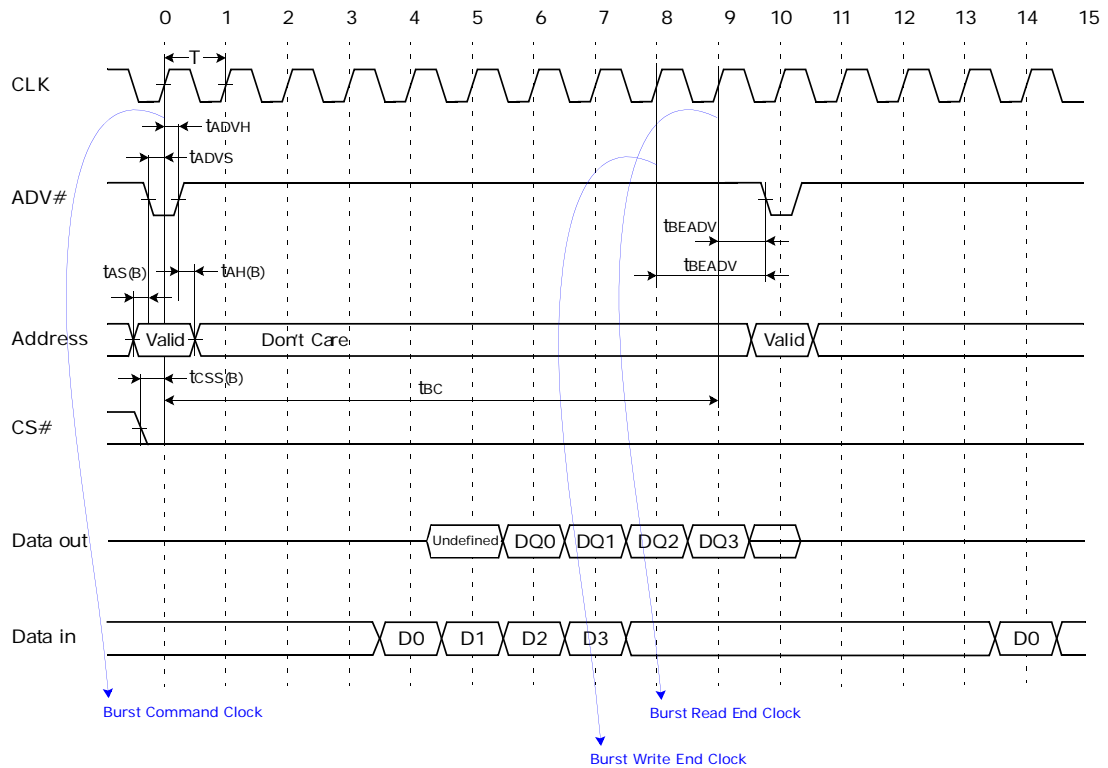 0 1 2 3 4 5 6 7 8 9 10 11 12 13 14 15
T
CLK
tADVH
tADVS
ADV#
tBEADV
tBEADV
tAS(B)
tAH(B)
Address
Valid
Don't Care
Valid
tCSS(B)
tBC
CS#
Data out
Undefined
DQ0
DQ1
DQ2
DQ3
Data in
D0
D1
D2
D3
D0
Burst Command Clock
Burst Read End Clock
Burst Write End Clock